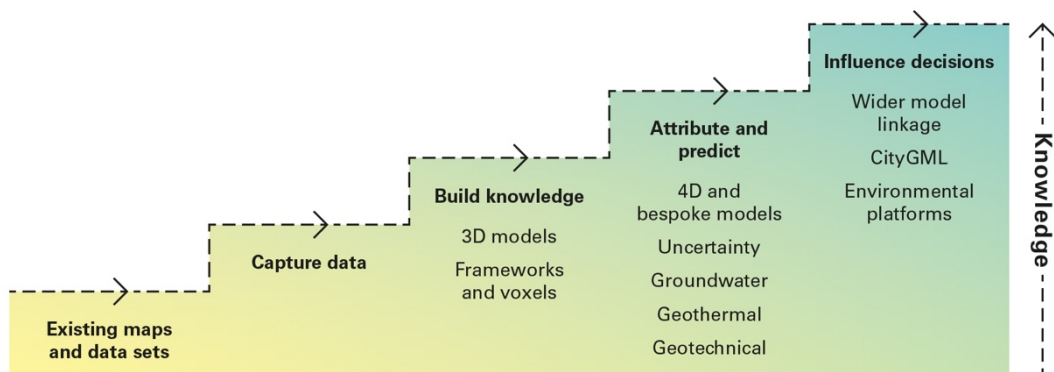 Existing maps
and data sets
Capture data
Build knowledge
3D models
Frameworks
and voxels
Attribute and
predict
4D and
bespoke models
Uncertainty
Groundwater
Geothermal
Geotechnical
Influence decisions
Wider model
linkage
CityGML
Environmental
platforms
Knowledge